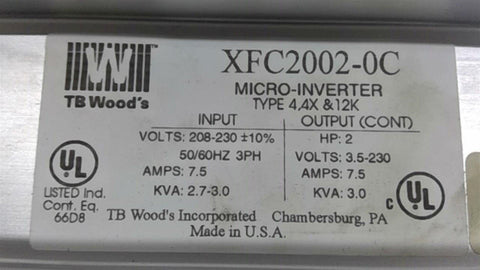 W
TM
TB Wood's
XFC2002-0C
MICRO-INVERTER
TYPE 4,4X &12K
INPUT
VOLTS: 208-230 ±10%
50/60HZ 3PH
AMPS: 7.5
KVA: 2.7-3.0
OUTPUT (CONT)
HP: 2
VOLTS: 3.5-230
AMPS: 7.5
KVA: 3.0
UL
LISTED Ind.
Cont. Eq.
66D8
C UL
TB Wood's Incorporated Chambersburg, PA
Made in U.S.A.